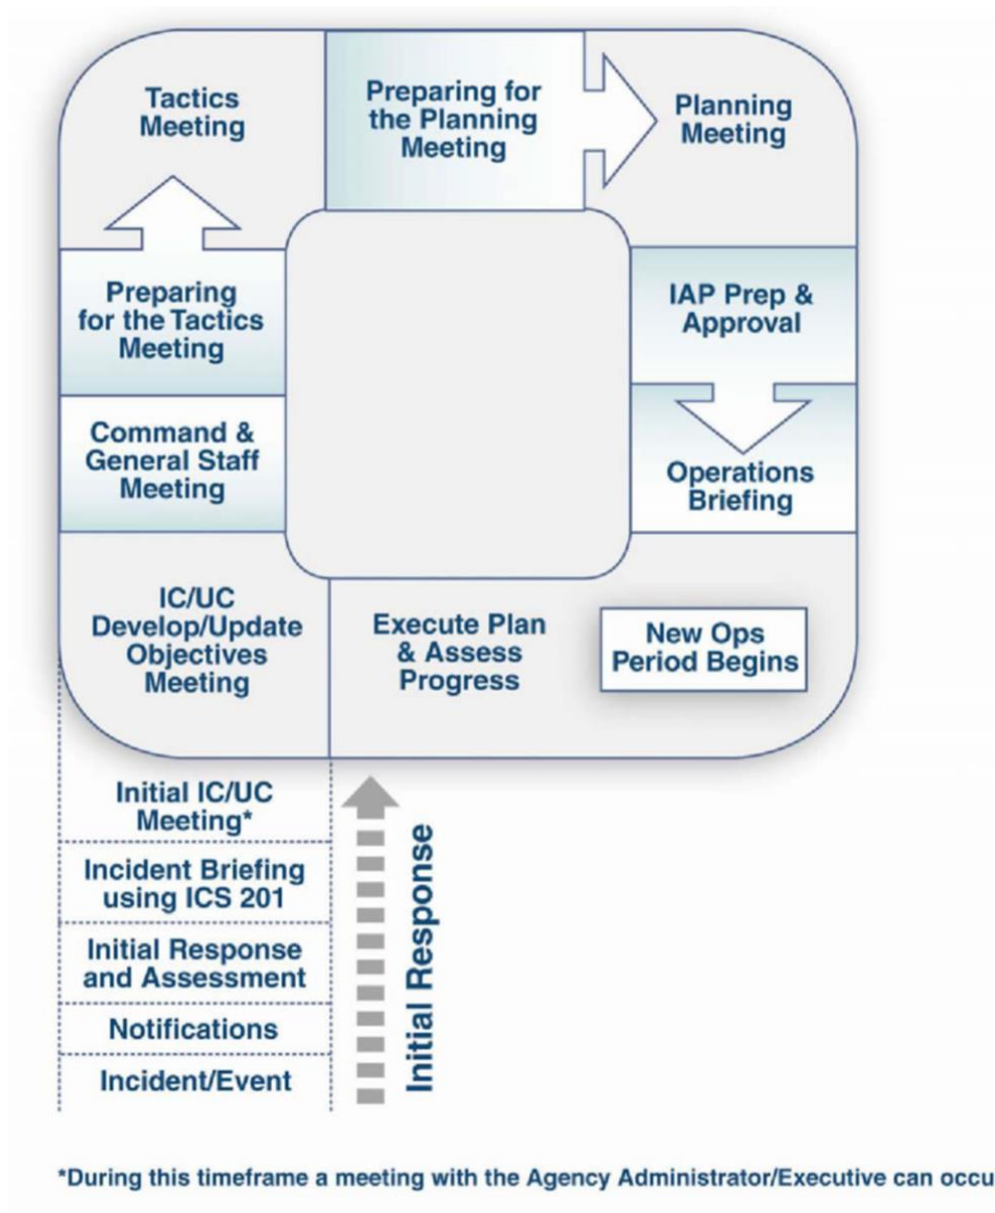 Tactics
Meeting
Preparing for
the Planning
Meeting
Planning
Meeting
Preparing
for the Tactics
Meeting
IAP Prep &
Approval
Command &
General Staff
Meeting
Operations
Briefing
IC/UC
Develop/Update
Objectives
Meeting
Execute Plan
& Assess
Progress
New Ops
Period Begins
Initial IC/UC
Meeting*
Incident Briefing
using ICS 201
Initial Response
and Assessment
Notifications
Incident/Event
Initial Response
*During this timeframe a meeting with the Agency Administrator/Executive can occu